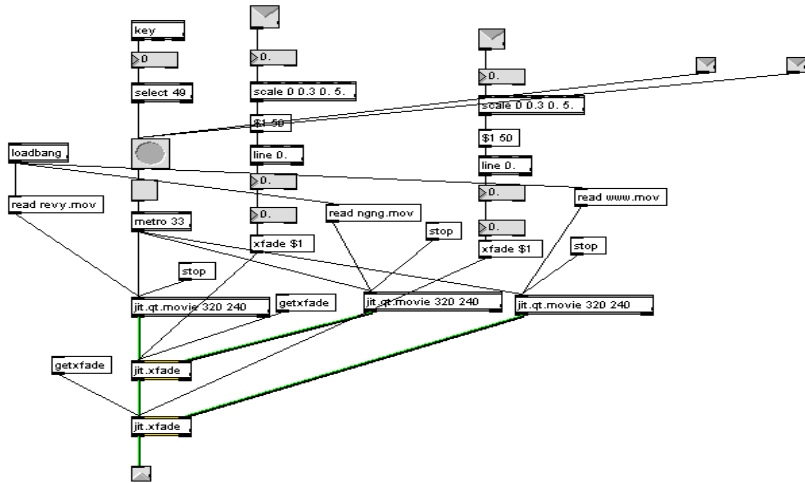 key
0
0.
0.
select 49
scale 0 0.3 0. 5.
scale 0 0.3 0. 5.
$1 50
$1 50
loadbang
line 0.
line 0.
0.
0.
read revy.mov
read ngng.mov
read www.mov
metro 33
0.
0.
stop
xfade $1
xfade $1
stop
stop
jit.qt.movie 320 240
getxfade
jit.qt.movie 320 240
jit.qt.movie 320 240
getxfade
jit.xfade
jit.xfade